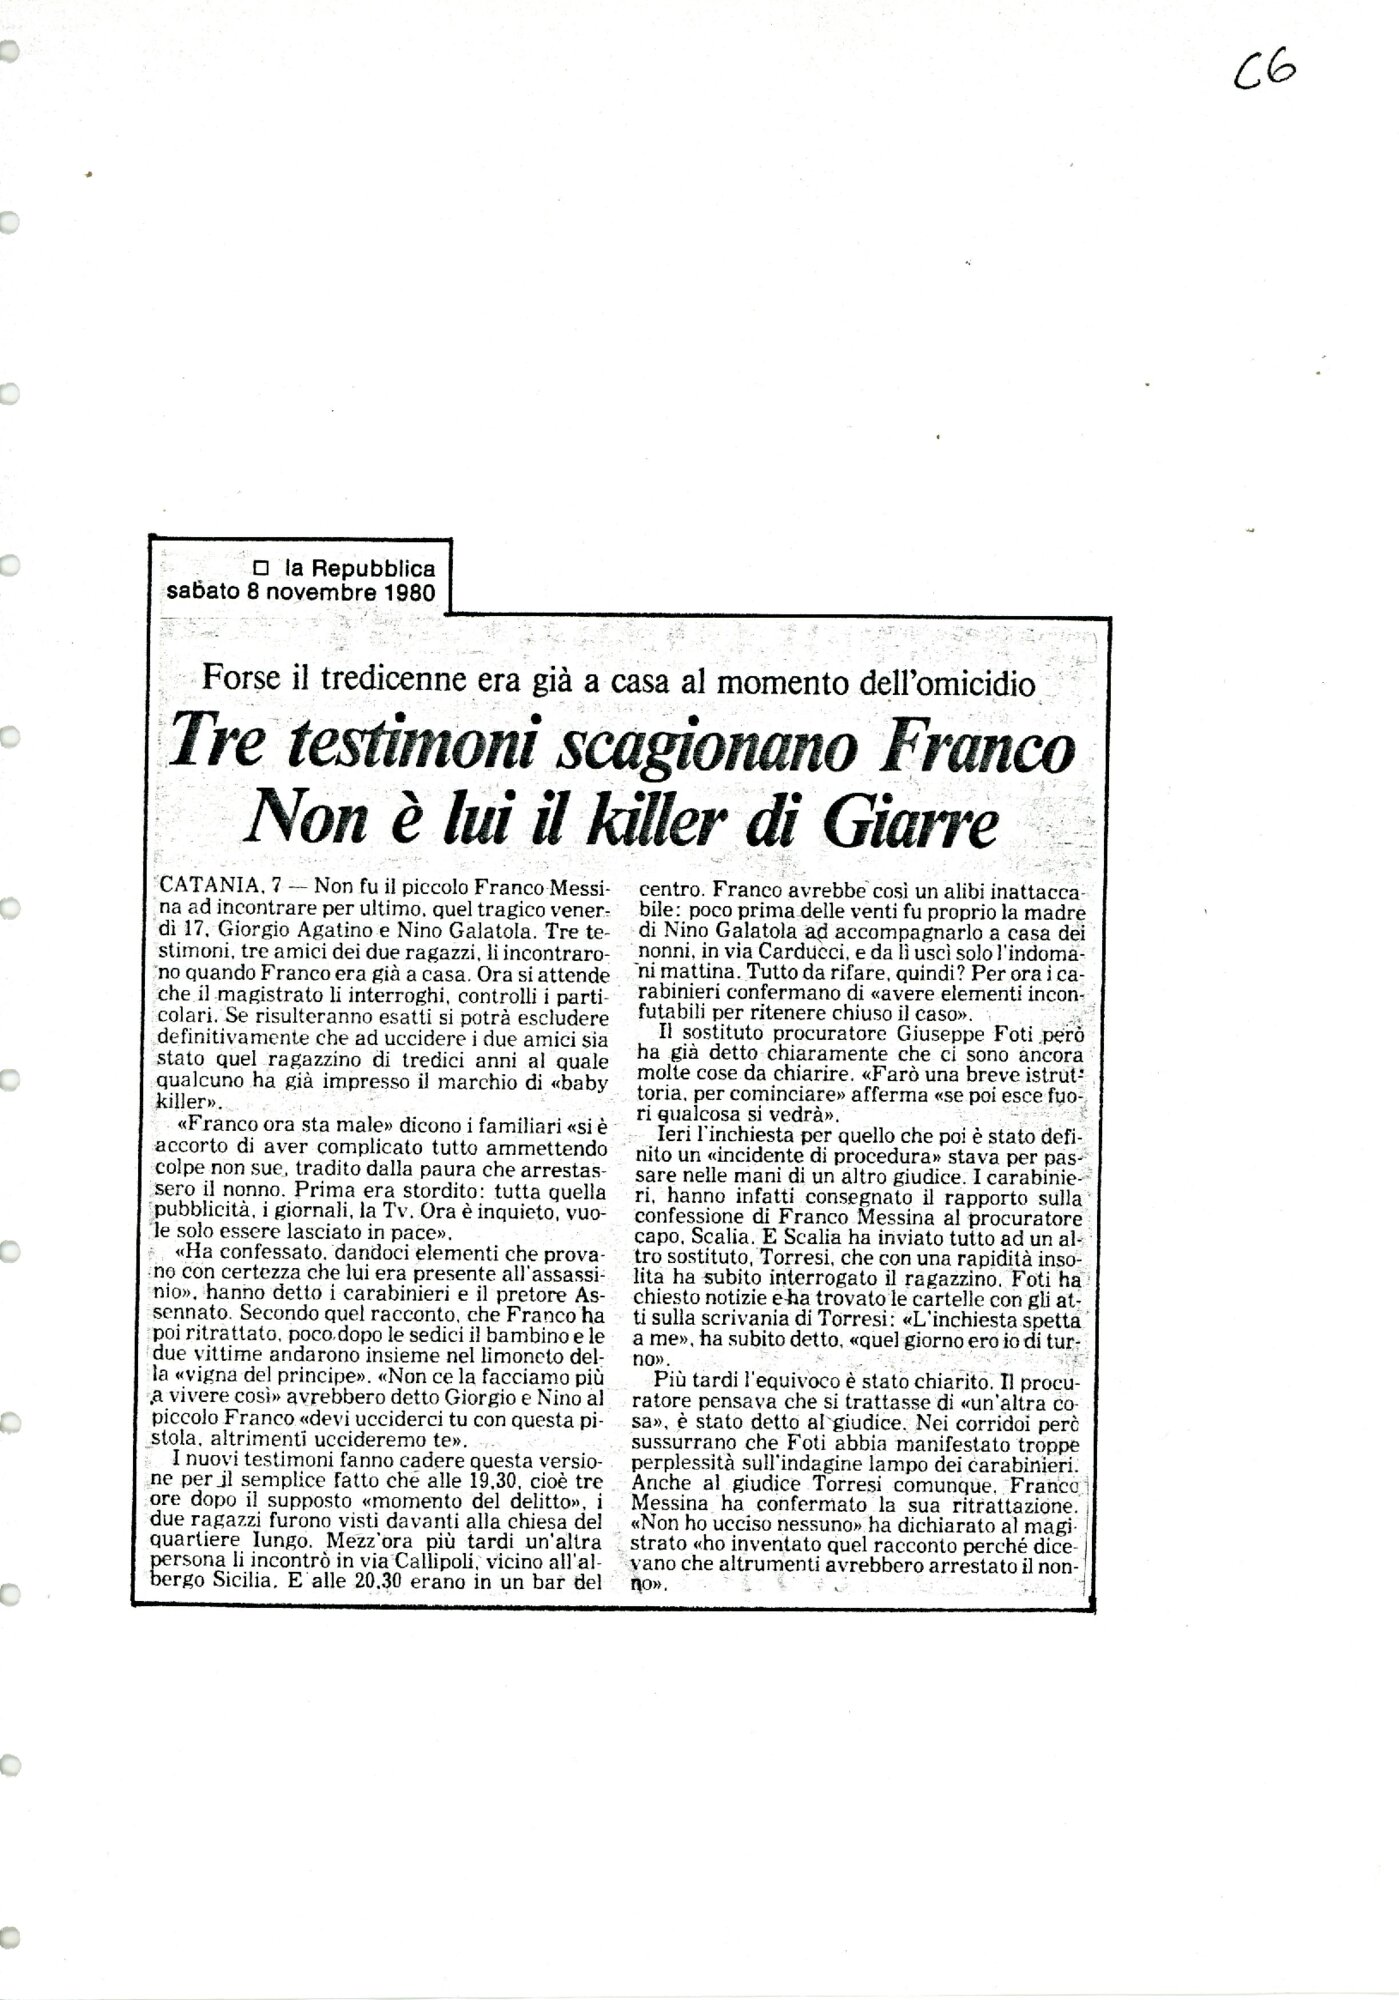 C6
□ la Repubblica
sabato 8 novembre 1980
Forse il tredicenne era già a casa al momento dell'omicidio
Tre testimoni scagionano Franco
Non è lui il killer di Giarre
CATANIA, 7 — Non fu il piccolo Franco Messi-
na ad incontrare per ultimo, quel tragico vener-
dì 17, Giorgio Agatino e Nino Galatola. Tre te-
stimoni, tre amici dei due ragazzi, li incontraro-
no quando Franco era già a casa. Ora si attende
che il magistrato li interroghi, controlli i parti-
colari. Se risulteranno esatti si potrà escludere
definitivamente che ad uccidere i due amici sia
stato quel ragazzino di tredici anni al quale
qualcuno ha già impresso il marchio di «baby
killer».
«Franco ora sta male» dicono i familiari «si è
accorto di aver complicato tutto ammettendo
colpe non sue, tradito dalla paura che arrestas-
sero il nonno. Prima era stordito: tutta quella
pubblicità, i giornali, la Tv. Ora è inquieto, vuo-
le solo essere lasciato in pace».
«Ha confessato, dandoci elementi che prova-
no con certezza che lui era presente all'assassi-
nio», hanno detto i carabinieri e il pretore As-
sennato. Secondo quel racconto, che Franco ha
poi ritrattato, poco dopo le sedici il bambino e le
due vittime andarono insieme nel limoneto del-
la «vigna del principe». «Non ce la facciamo più
a vivere così» avrebbero detto Giorgio e Nino al
piccolo Franco «devi ucciderci tu con questa pi-
stola, altrimenti uccideremo te».
I nuovi testimoni fanno cadere questa versio-
ne per il semplice fatto che alle 19,30, cioè tre
ore dopo il supposto «momento del delitto», i
due ragazzi furono visti davanti alla chiesa del
quartiere Iungo. Mezz'ora più tardi un'altra
persona li incontrò in via Callipoli, vicino all'al-
bergo Sicilia. E alle 20,30 erano in un bar del
centro. Franco avrebbe così un alibi inattacca-
bile: poco prima delle venti fu proprio la madre
di Nino Galatola ad accompagnarlo a casa dei
nonni, in via Carducci, e da lì uscì solo l'indoma-
ni mattina. Tutto da rifare, quindi? Per ora i ca-
rabinieri confermano di «avere elementi incon-
futabili per ritenere chiuso il caso».
Il sostituto procuratore Giuseppe Foti però
ha già detto chiaramente che ci sono ancora
molte cose da chiarire. «Farò una breve istrut-
toria, per cominciare» afferma «se poi esce fuo-
ri qualcosa si vedrà».
Ieri l'inchiesta per quello che poi è stato defi-
nito un «incidente di procedura» stava per pas-
sare nelle mani di un altro giudice. I carabinie-
ri, hanno infatti consegnato il rapporto sulla
confessione di Franco Messina al procuratore
capo, Scalia. E Scalia ha inviato tutto ad un al-
tro sostituto, Torresi, che con una rapidità inso-
lita ha subito interrogato il ragazzino. Foti ha
chiesto notizie e ha trovato le cartelle con gli at-
ti sulla scrivania di Torresi: «L'inchiesta spetta
a me», ha subito detto, «quel giorno ero io di tur-
no».
Più tardi l'equivoco è stato chiarito. Il procu-
ratore pensava che si trattasse di «un'altra co-
sa», è stato detto al giudice. Nei corridoi però
sussurrano che Foti abbia manifestato troppe
perplessità sull'indagine lampo dei carabinieri.
Anche al giudice Torresi comunque, Franco
Messina ha confermato la sua ritrattazione.
«Non ho ucciso nessuno» ha dichiarato al magi-
strato «ho inventato quel racconto perché dice-
vano che altrumenti avrebbero arrestato il non-
no».